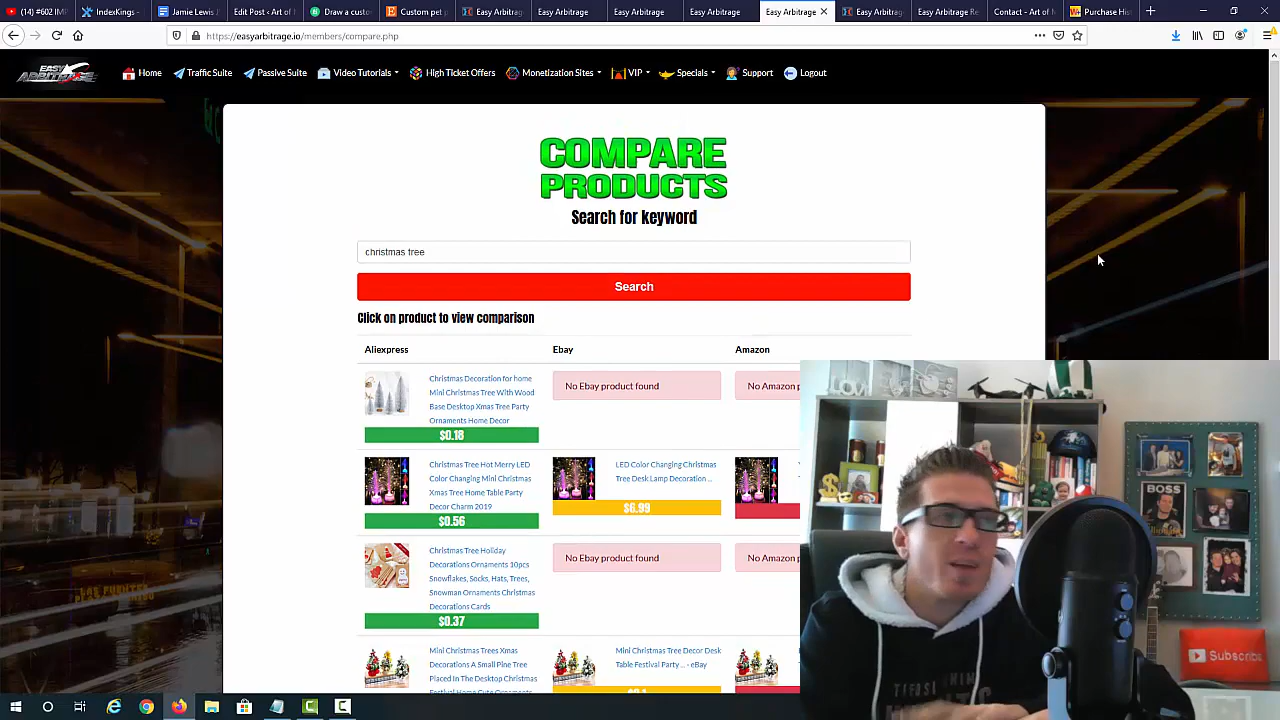 (14) #602 IMP
IndexKings -
Jamie Lewis
Edit Post - Art of
Draw a custo
Custom pet p
Easy Arbitrage
Easy Arbitrage
Easy Arbitrage
Easy Arbitrage
Easy Arbitrage
Easy Arbitrag
Easy Arbitrage Re
Contact - Art of
Purchase His
https://easyarbitrage.io/members/compare.php
EASY ARBITRAGE
Home
Traffic Suite
Passive Suite
Video Tutorials
High Ticket Offers
Monetization Sites
VIP
Specials
Support
Logout
COMPARE
PRODUCTS
Search for keyword
christmas tree
Search
Click on product to view comparison
Aliexpress
Ebay
Amazon
Christmas Decoration for home
Mini Christmas Tree With Wood
Base Desktop Xmas Tree Party
Ornaments Home Decor
$0.18
No Ebay product found
No Amazon p
Christmas Tree Hot Merry LED
Color Changing Mini Christmas
Xmas Tree Home Table Party
Decor Charm 2019
$0.56
LED Color Changing Christmas
Tree Desk Lamp Decoration ...
$6.99
Christmas Tree Holiday
Decorations Ornaments 10pcs
Snowflakes, Socks, Hats, Trees,
Snowman Ornaments Christmas
Decorations Cards
$0.37
No Ebay product found
No Amazon p
Mini Christmas Trees Xmas
Decorations A Small Pine Tree
Placed In The Desktop Christmas
Festival Home Cute Ornaments
Mini Christmas Tree Decor Desk
Table Festival Party ... - eBay
BOSS
Subscribe